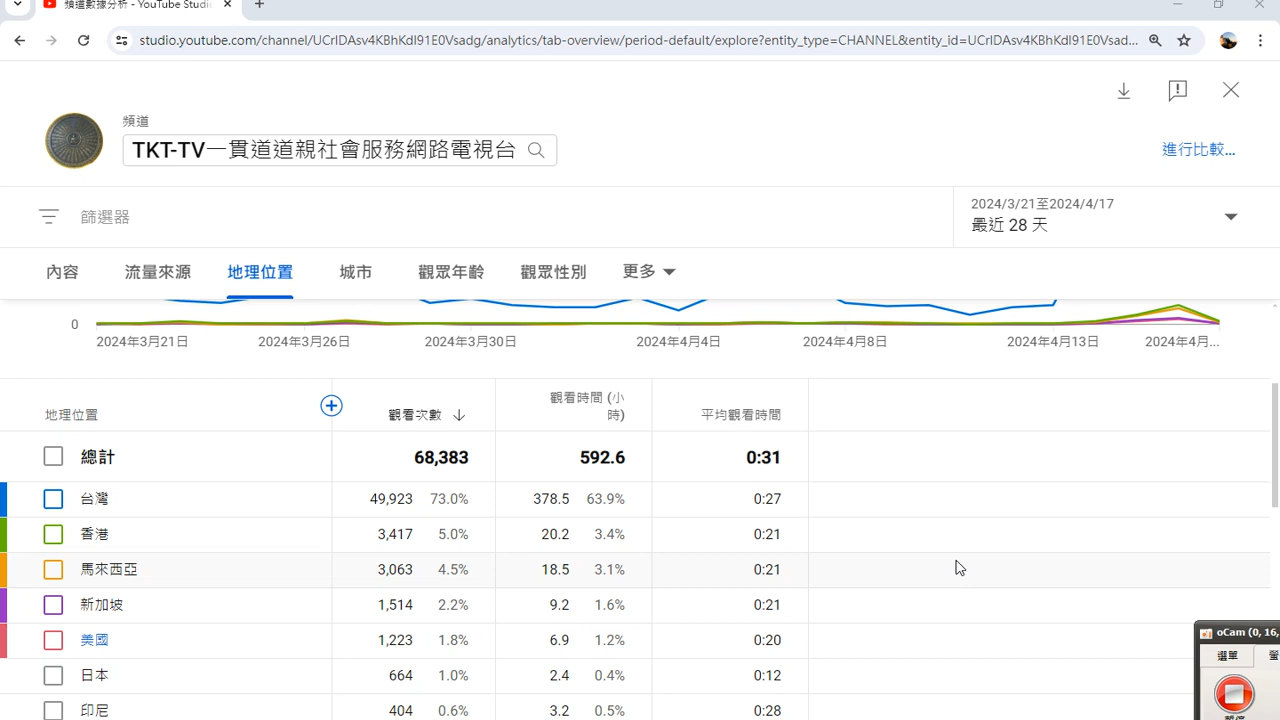 頻道數據分析 - YouTube Studio
studio.youtube.com/channel/UCrIDAsv4KBhKdI91E0Vsadg/analytics/tab-overview/period-default/explore?entity_type=CHANNEL&entity_id=UCrIDAsv4KBhKdI91E0Vsad...
頻道
TKT-TV一貫道道親社會服務網路電視台
進行比較...
篩選器
2024/3/21至2024/4/17
最近 28 天
內容 流量來源 地理位置 城市 觀眾年齡 觀眾性別 更多
0
2024年3月21日 2024年3月26日 2024年3月30日 2024年4月4日 2024年4月8日 2024年4月13日 2024年4月...
地理位置 觀看次數 觀看時間 (小時) 平均觀看時間
總計 68,383 592.6 0:31
台灣 49,923 73.0% 378.5 63.9% 0:27
香港 3,417 5.0% 20.2 3.4% 0:21
馬來西亞 3,063 4.5% 18.5 3.1% 0:21
新加坡 1,514 2.2% 9.2 1.6% 0:21
美國 1,223 1.8% 6.9 1.2% 0:20
日本 664 1.0% 2.4 0.4% 0:12
印尼 404 0.6% 3.2 0.5% 0:28
oCam (0, 16,
選單